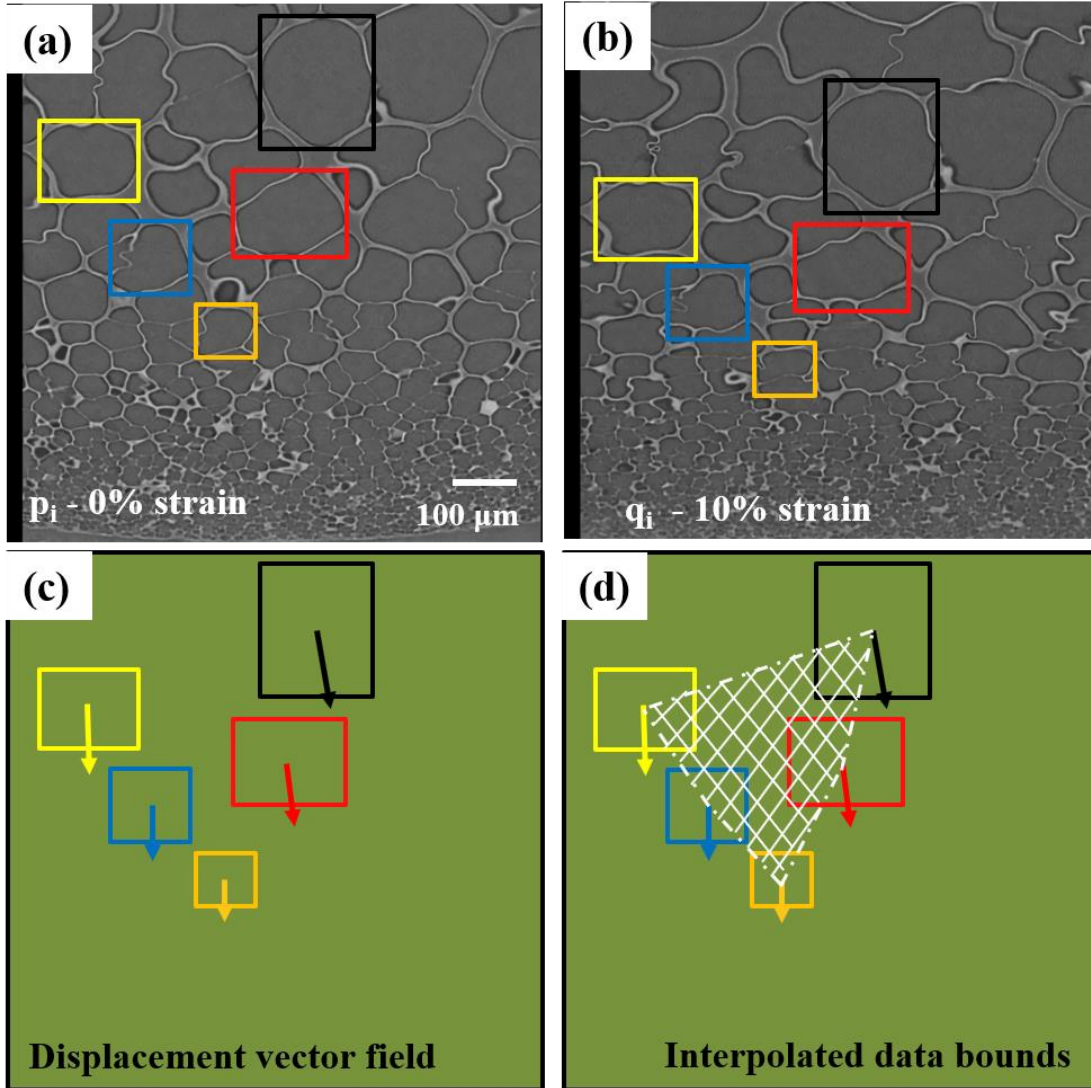 (a)
(b)
pᵢ - 0% strain
100 μm
qᵢ - 10% strain
(c)
(d)
Displacement vector field
Interpolated data bounds